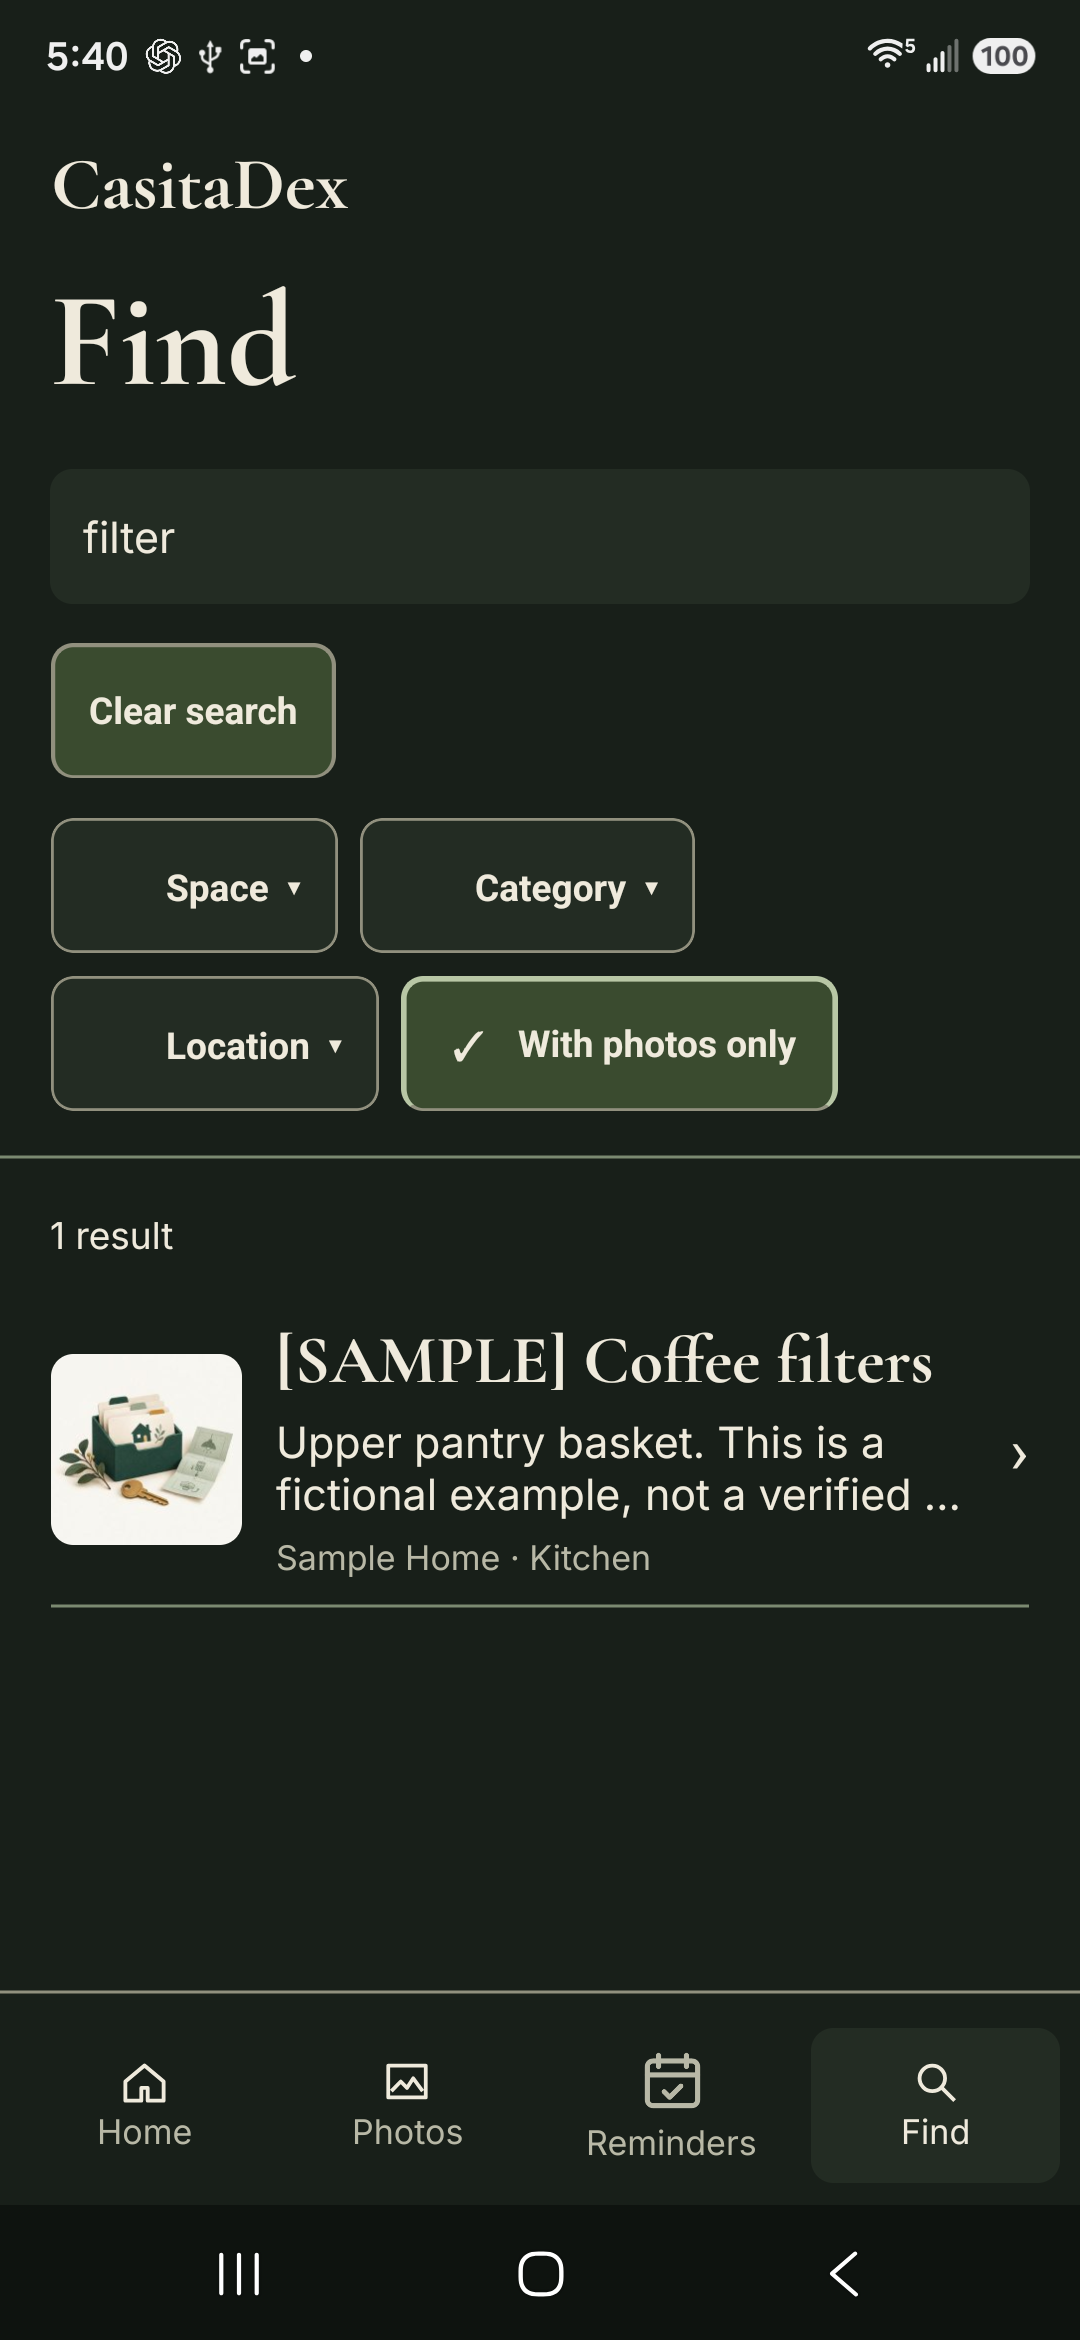 5:40
5
100
CasitaDex
Find
filter
Clear search
Space ▾
Category ▾
Location ▾
✓ With photos only
1 result
[SAMPLE] Coffee filters
Upper pantry basket. This is a
fictional example, not a verified ...
Sample Home · Kitchen
Home
Photos
Reminders
Find